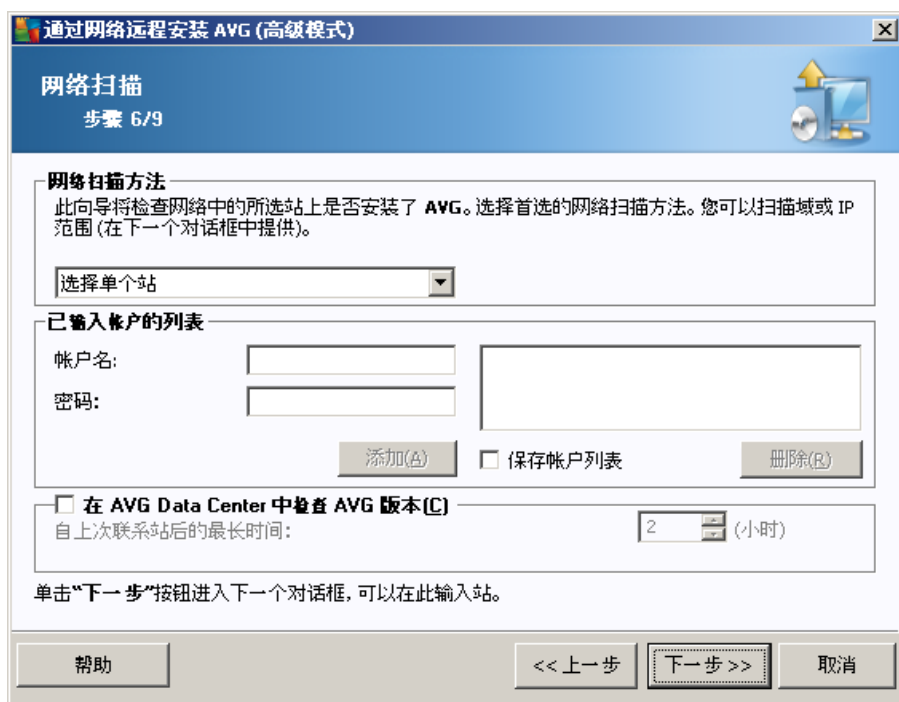 通过网络远程安装 AVG (高级模式)
网络扫描
步骤 6/9
网络扫描方法
此向导将检查网络中的所选站上是否安装了 AVG。选择首选的网络扫描方法。您可以扫描域或 IP
范围 (在下一个对话框中提供)。
选择单个站
已输入帐户的列表
帐户名:
密码:
添加(A)
保存帐户列表
删除(R)
在 AVG Data Center 中检查 AVG 版本(C)
自上次联系站后的最长时间:
2
(小时)
单击“下一步”按钮进入下一个对话框, 可以在此输入站。
帮助
<< 上一步
下一步 >>
取消